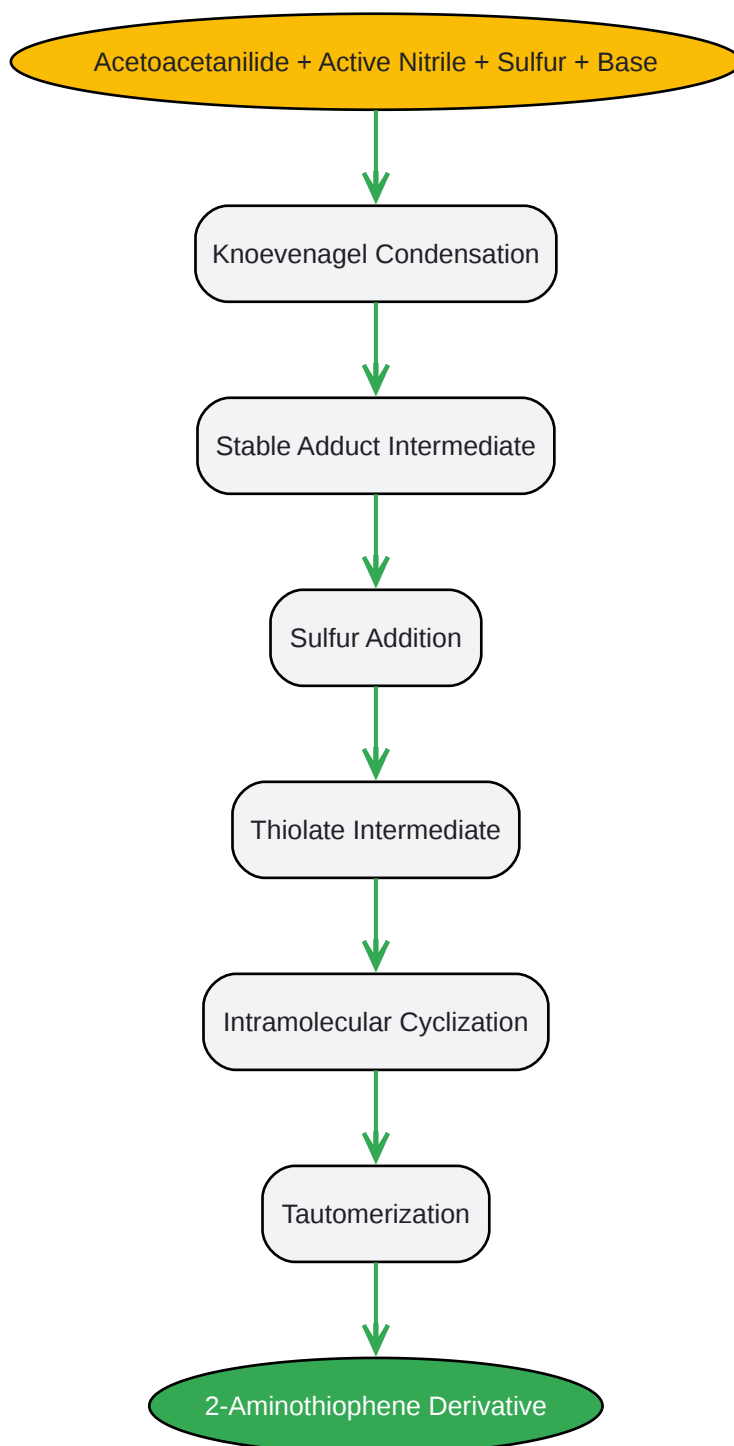 Acetoacetanilide + Active Nitrile + Sulfur + Base
Knoevenagel Condensation
Stable Adduct Intermediate
Sulfur Addition
Thiolate Intermediate
Intramolecular Cyclization
Tautomerization
2-Aminothiophene Derivative